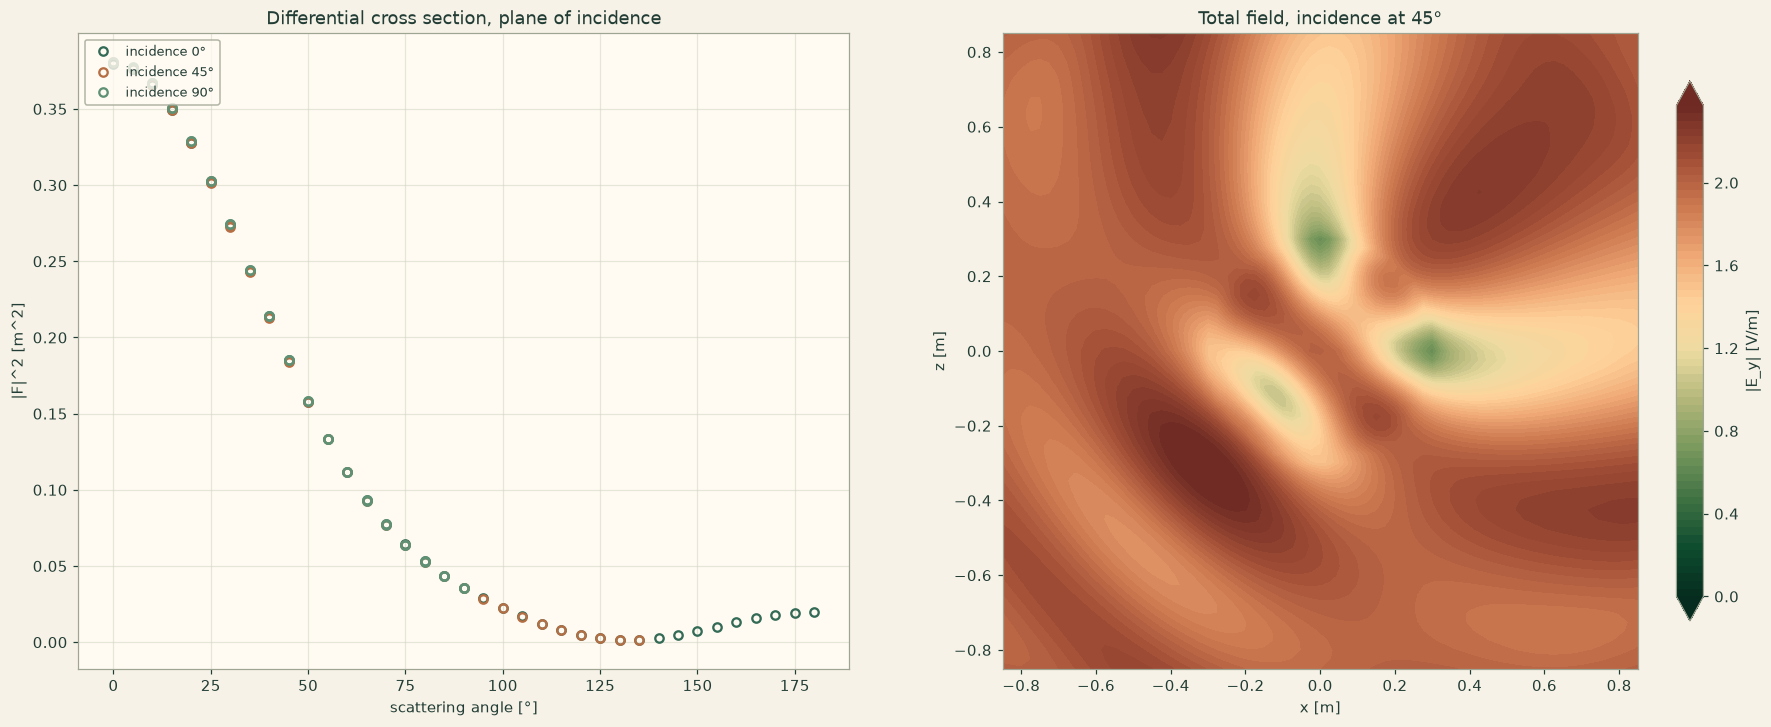 Differential cross section, plane of incidence
incidence 0°
incidence 45°
incidence 90°
|F|^2 [m^2]
0.35
0.30
0.25
0.20
0.15
0.10
0.05
0.00
0 25 50 75 100 125 150 175
scattering angle [°]
Total field, incidence at 45°
z [m]
0.8
0.6
0.4
0.2
0.0
−0.2
−0.4
−0.6
−0.8
−0.8 −0.6 −0.4 −0.2 0.0 0.2 0.4 0.6 0.8
x [m]
2.0
1.6
1.2
0.8
0.4
0.0
|E_y| [V/m]